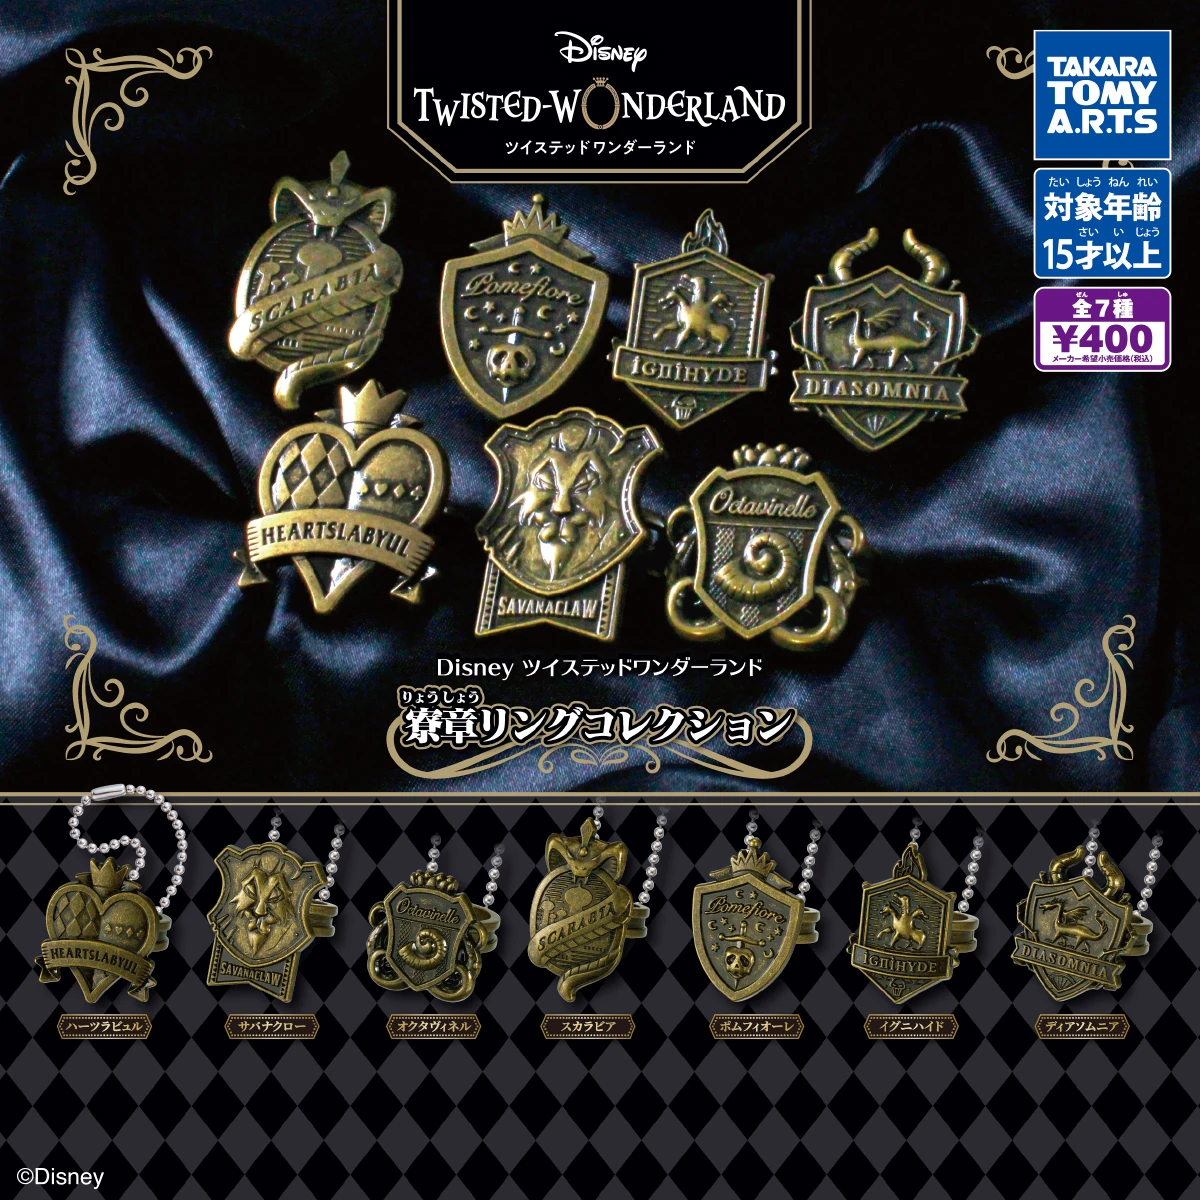 Disney
TWISTED-WONDERLAND
ツイステッドワンダーランド
TAKARA
TOMY
A.R.T.S
たいしょうねんれい
対象年齢
さいいじょう
15才以上
ぜんしゅ
全7種
¥400
メーカー希望小売価格(税込)
SCARABIA
Pomefiore
IGNIHYDE
DIASOMNIA
HEARTSLABYUL
SAVANACLAW
Octavinelle
Disney ツイステッドワンダーランド
りょうしょう
寮章リングコレクション
HEARTSLABYUL
SAVANACLAW
Octavinelle
SCARABIA
Pomefiore
IGNIHYDE
DIASOMNIA
ハーツラビュル
サバナクロー
オクタヴィネル
スカラビア
ポムフィオーレ
イグニハイド
ディアソムニア
©Disney